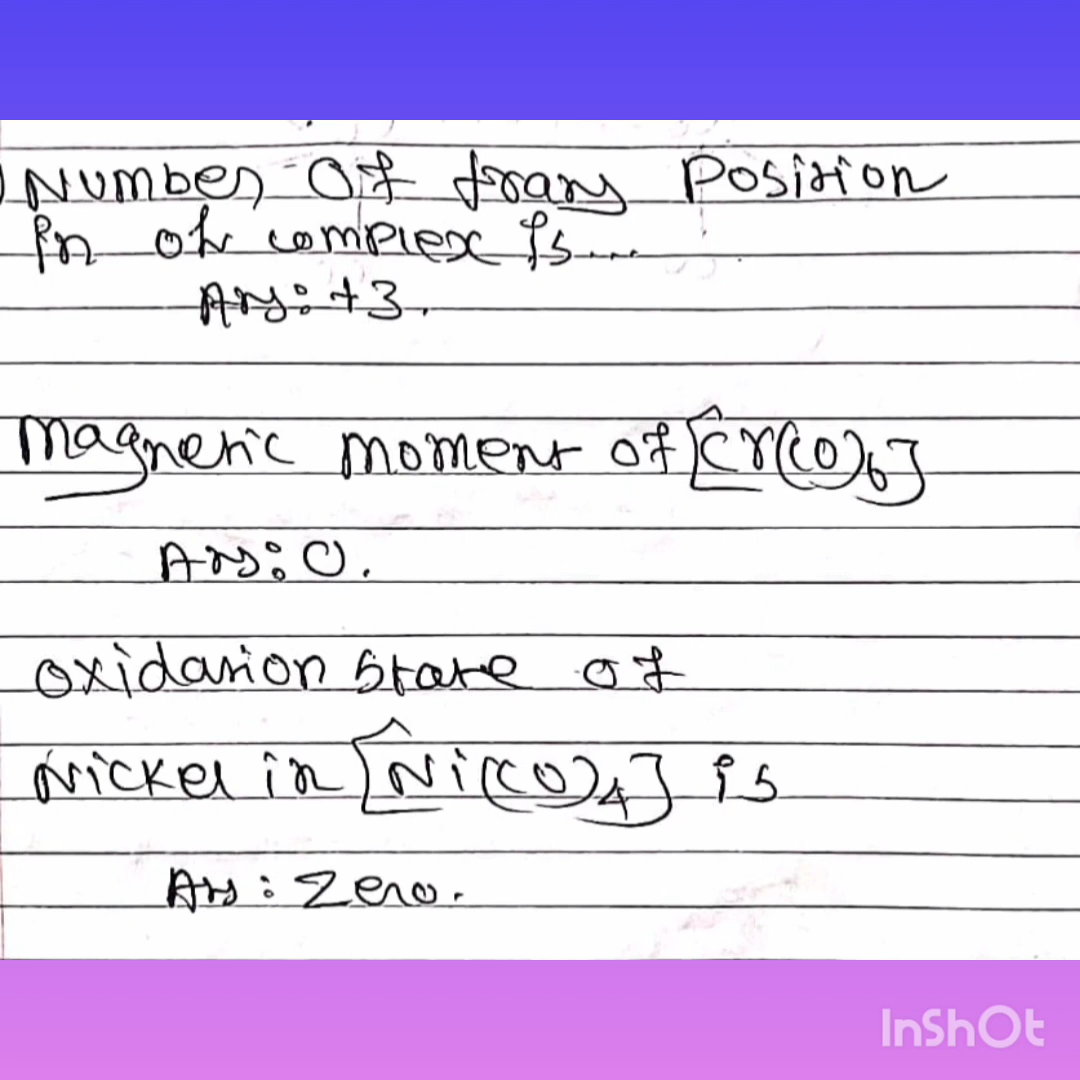 Number of trans position
in oh complex is....
Ans: +3.
Magnetic moment of [Cr(CO)6]
Ans: 0.
oxidation state of
Nickel in [Ni(CO)4] is
Ans: Zero.
InShOt